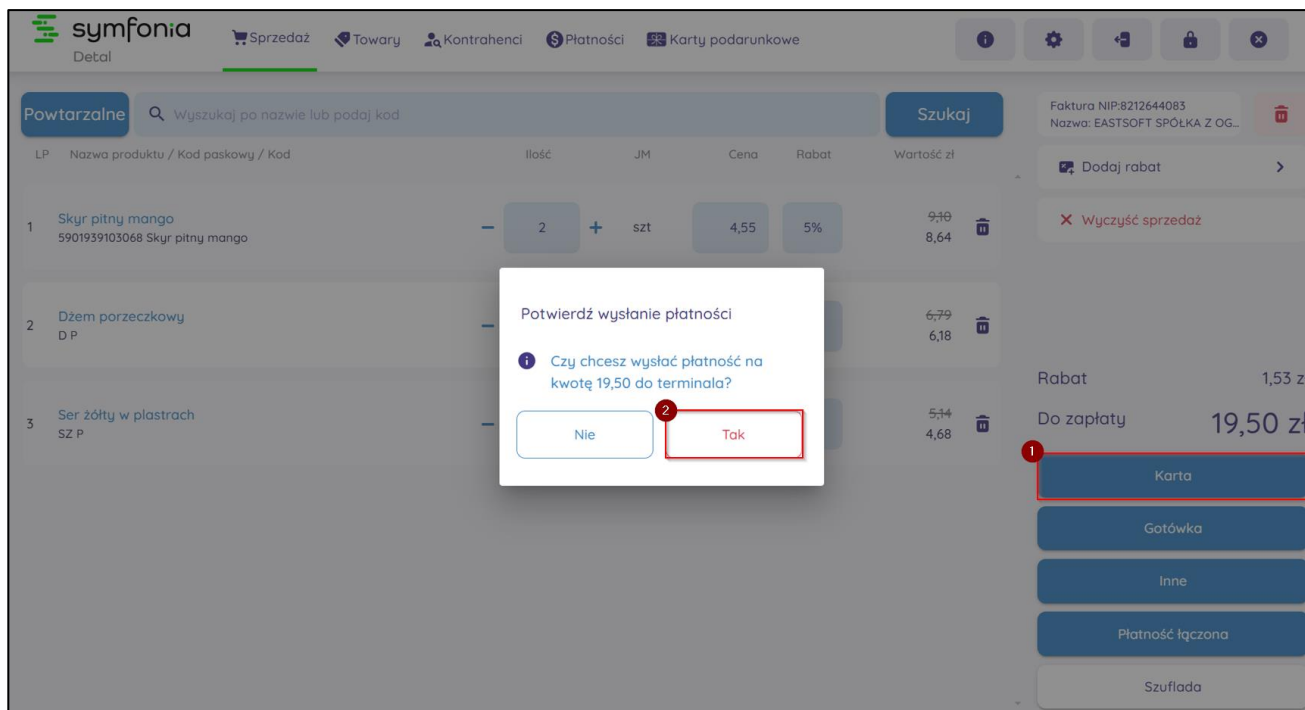 symfonia
Detal
Sprzedaż
Towary
Kontrahenci
Płatności
Karty podarunkowe
Powtarzalne
Wyszukaj po nazwie lub podaj kod
Szukaj
LP Nazwa produktu / Kod paskowy / Kod Ilość JM Cena Rabat Wartość zł
1
Skyr pitny mango
5901939103068 Skyr pitny mango
2 szt 4,55 5%
9,10
8,64
2
Dżem porzeczkowy
D P
6,79
6,18
3
Ser żółty w plastrach
SZ P
5,14
4,68
Potwierdź wysłanie płatności
Czy chcesz wysłać płatność na
kwotę 19,50 do terminala?
2
Nie
Tak
Faktura NIP:8212644083
Nazwa: EASTSOFT SPÓŁKA Z OG...
Dodaj rabat
Wyczyść sprzedaż
Rabat 1,53 z
Do zapłaty 19,50 zł
1
Karta
Gotówka
Inne
Płatność łączona
Szuflada